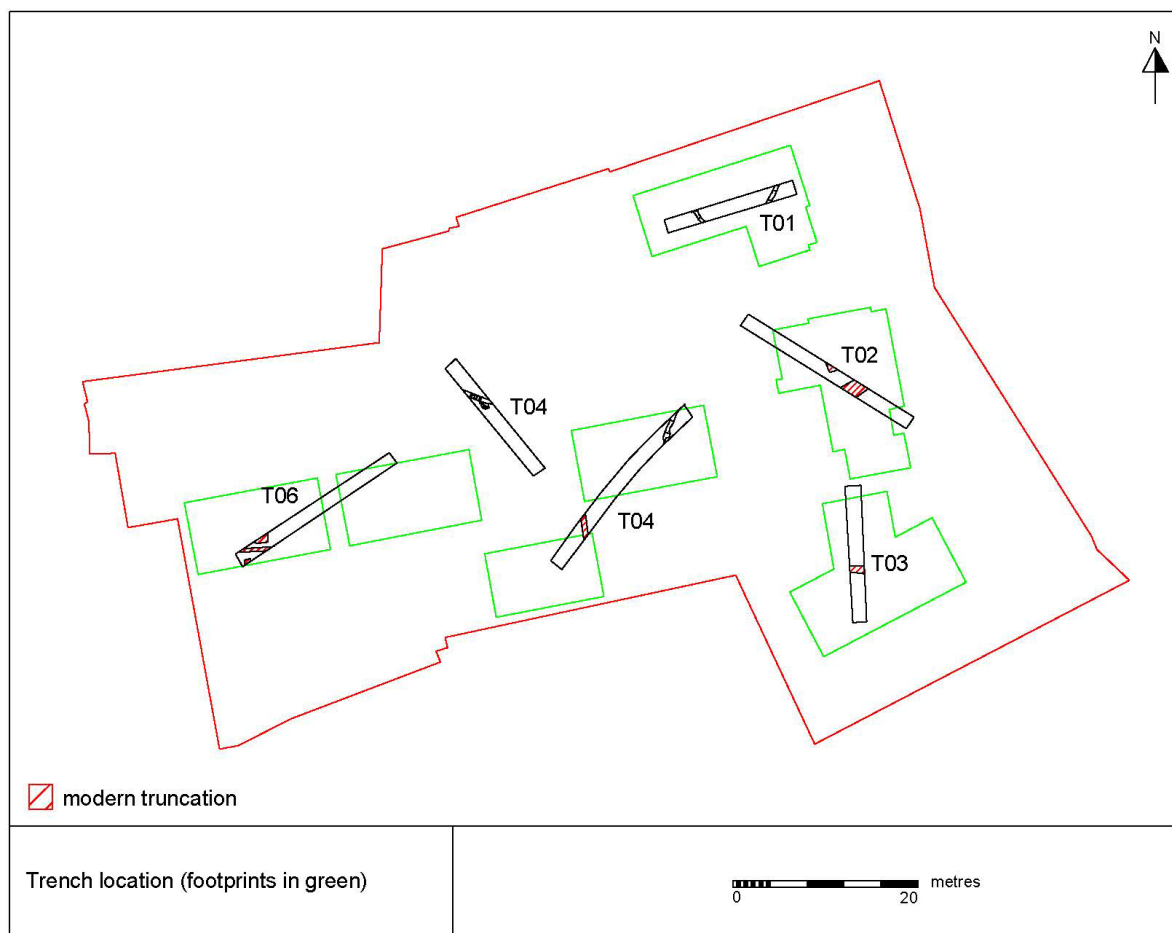 N
T01
T02
T04
T06
T04
T03
modern truncation
Trench location (footprints in green)
metres
0
20